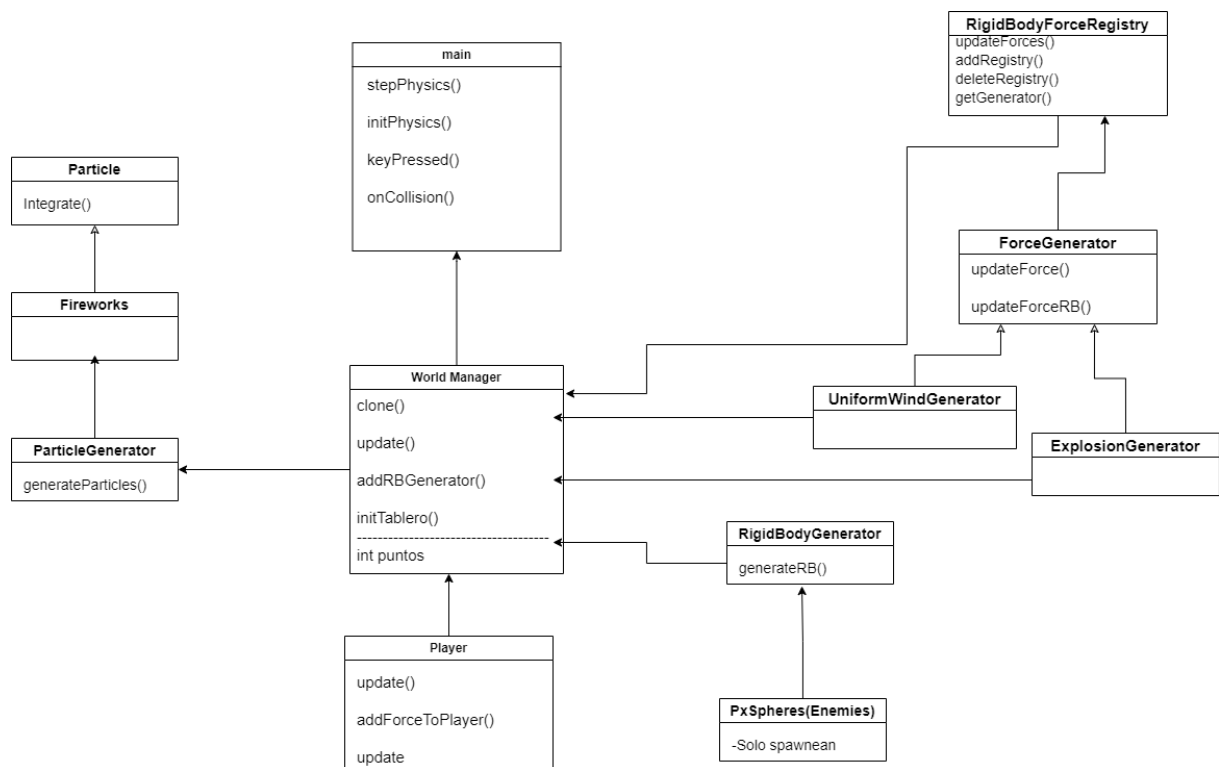 RigidBodyForceRegistry
updateForces()
addRegistry()
deleteRegistry()
getGenerator()
main
stepPhysics()
initPhysics()
keyPressed()
onCollision()
Particle
Integrate()
ForceGenerator
updateForce()
updateForceRB()
Fireworks
World Manager
clone()
update()
addRBGenerator()
initTablero()
int puntos
UniformWindGenerator
ParticleGenerator
generateParticles()
ExplosionGenerator
RigidBodyGenerator
generateRB()
Player
update()
addForceToPlayer()
update
PxSpheres(Enemies)
-Solo spawnean